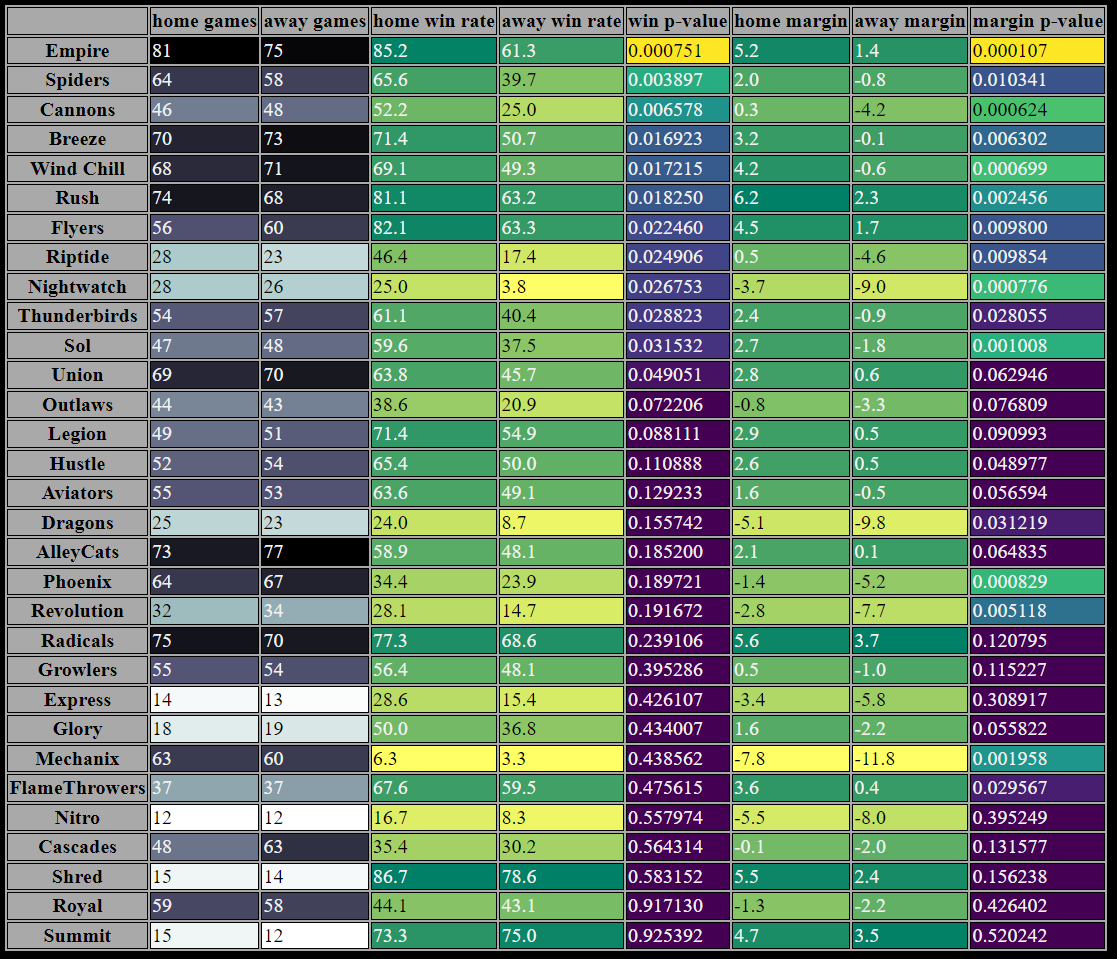 home games away games home win rate away win rate win p-value home margin away margin margin p-value
Empire 81 75 85.2 61.3 0.000751 5.2 1.4 0.000107
Spiders 64 58 65.6 39.7 0.003897 2.0 -0.8 0.010341
Cannons 46 48 52.2 25.0 0.006578 0.3 -4.2 0.000624
Breeze 70 73 71.4 50.7 0.016923 3.2 -0.1 0.006302
Wind Chill 68 71 69.1 49.3 0.017215 4.2 -0.6 0.000699
Rush 74 68 81.1 63.2 0.018250 6.2 2.3 0.002456
Flyers 56 60 82.1 63.3 0.022460 4.5 1.7 0.009800
Riptide 28 23 46.4 17.4 0.024906 0.5 -4.6 0.009854
Nightwatch 28 26 25.0 3.8 0.026753 -3.7 -9.0 0.000776
Thunderbirds 54 57 61.1 40.4 0.028823 2.4 -0.9 0.028055
Sol 47 48 59.6 37.5 0.031532 2.7 -1.8 0.001008
Union 69 70 63.8 45.7 0.049051 2.8 0.6 0.062946
Outlaws 44 43 38.6 20.9 0.072206 -0.8 -3.3 0.076809
Legion 49 51 71.4 54.9 0.088111 2.9 0.5 0.090993
Hustle 52 54 65.4 50.0 0.110888 2.6 0.5 0.048977
Aviators 55 53 63.6 49.1 0.129233 1.6 -0.5 0.056594
Dragons 25 23 24.0 8.7 0.155742 -5.1 -9.8 0.031219
AlleyCats 73 77 58.9 48.1 0.185200 2.1 0.1 0.064835
Phoenix 64 67 34.4 23.9 0.189721 -1.4 -5.2 0.000829
Revolution 32 34 28.1 14.7 0.191672 -2.8 -7.7 0.005118
Radicals 75 70 77.3 68.6 0.239106 5.6 3.7 0.120795
Growlers 55 54 56.4 48.1 0.395286 0.5 -1.0 0.115227
Express 14 13 28.6 15.4 0.426107 -3.4 -5.8 0.308917
Glory 18 19 50.0 36.8 0.434007 1.6 -2.2 0.055822
Mechanix 63 60 6.3 3.3 0.438562 -7.8 -11.8 0.001958
FlameThrowers 37 37 67.6 59.5 0.475615 3.6 0.4 0.029567
Nitro 12 12 16.7 8.3 0.557974 -5.5 -8.0 0.395249
Cascades 48 63 35.4 30.2 0.564314 -0.1 -2.0 0.131577
Shred 15 14 86.7 78.6 0.583152 5.5 2.4 0.156238
Royal 59 58 44.1 43.1 0.917130 -1.3 -2.2 0.426402
Summit 15 12 73.3 75.0 0.925392 4.7 3.5 0.520242